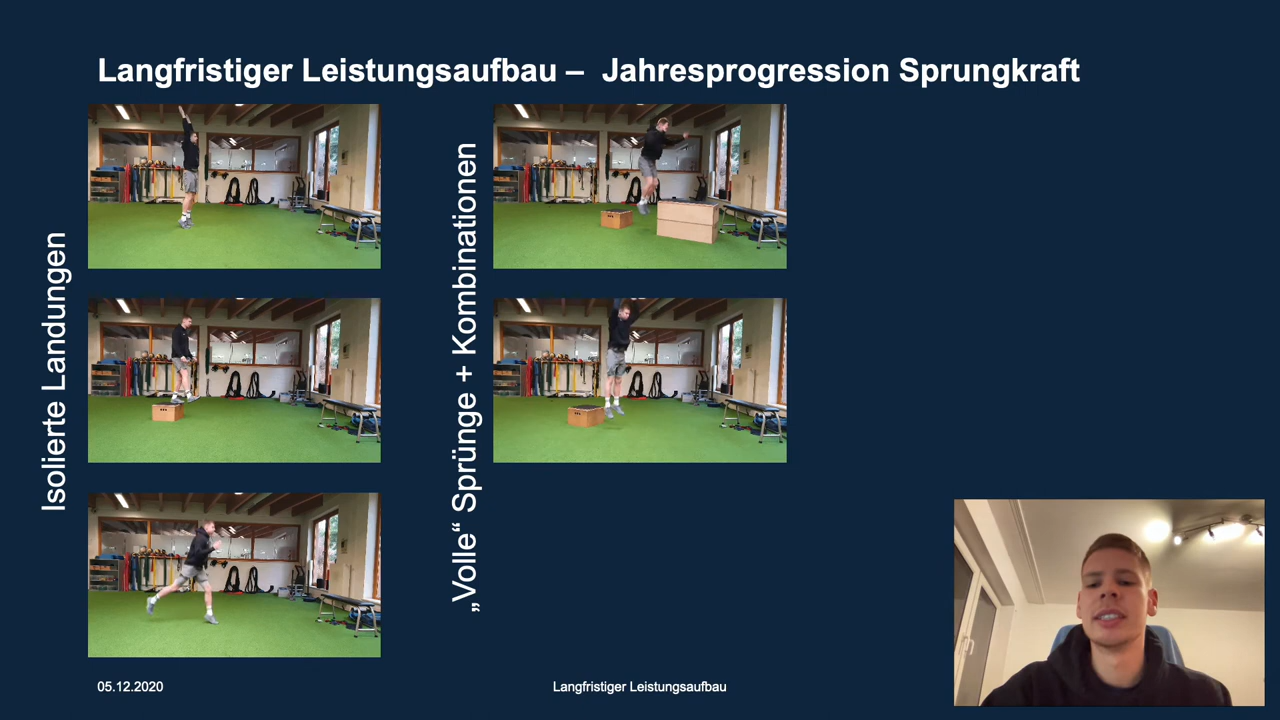 Langfristiger Leistungsaufbau – Jahresprogression Sprungkraft
Isolierte Landungen
„Volle“ Sprünge + Kombinationen
05.12.2020
Langfristiger Leistungsaufbau